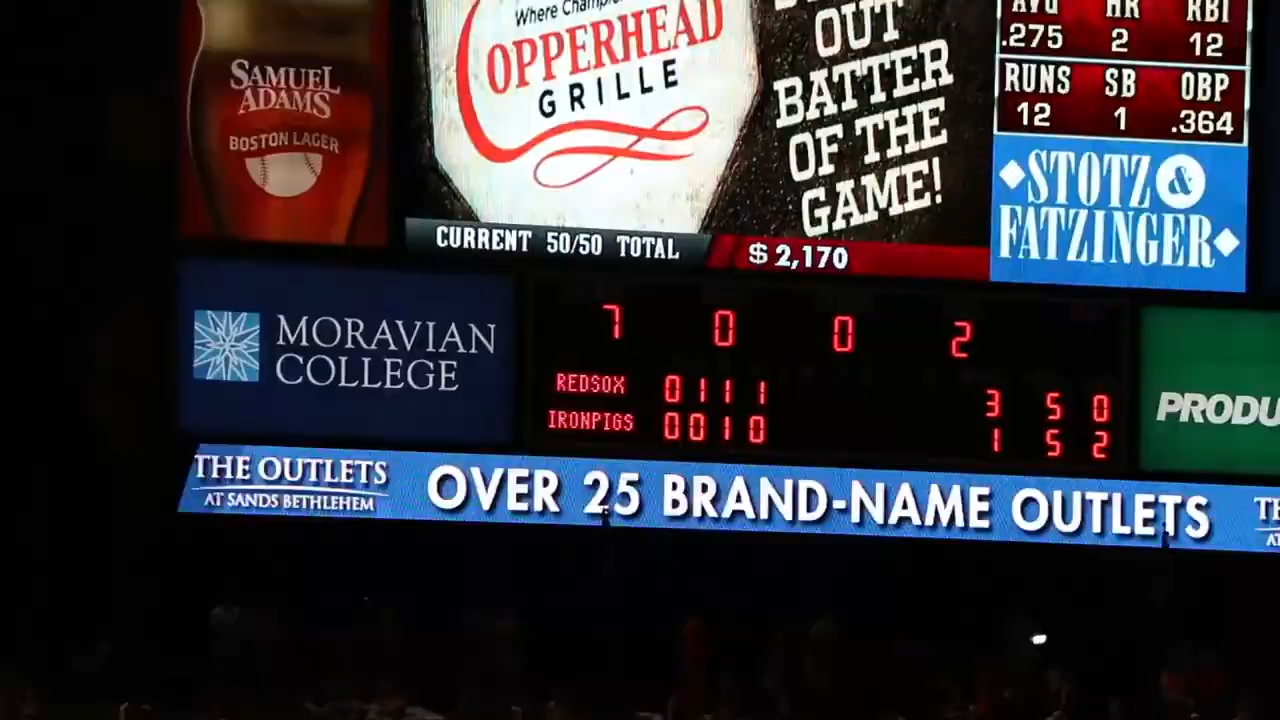 SAMUEL
ADAMS
BOSTON LAGER
Where
OPPERHEAD
GRILLE
OUT
BATTER
OF THE
GAME!
AVG HR RBI
.275 2 12
RUNS SB OBP
12 1 .364
STOTZ &
FATZINGER
CURRENT 50/50 TOTAL $2,170
MORAVIAN
COLLEGE
7 0 0 2
REDSOX 0 1 1 1 3 5 0
IRONPIGS 0 0 1 0 1 5 2
PRODU
THE OUTLETS
AT SANDS BETHLEHEM
OVER 25 BRAND-NAME OUTLETS